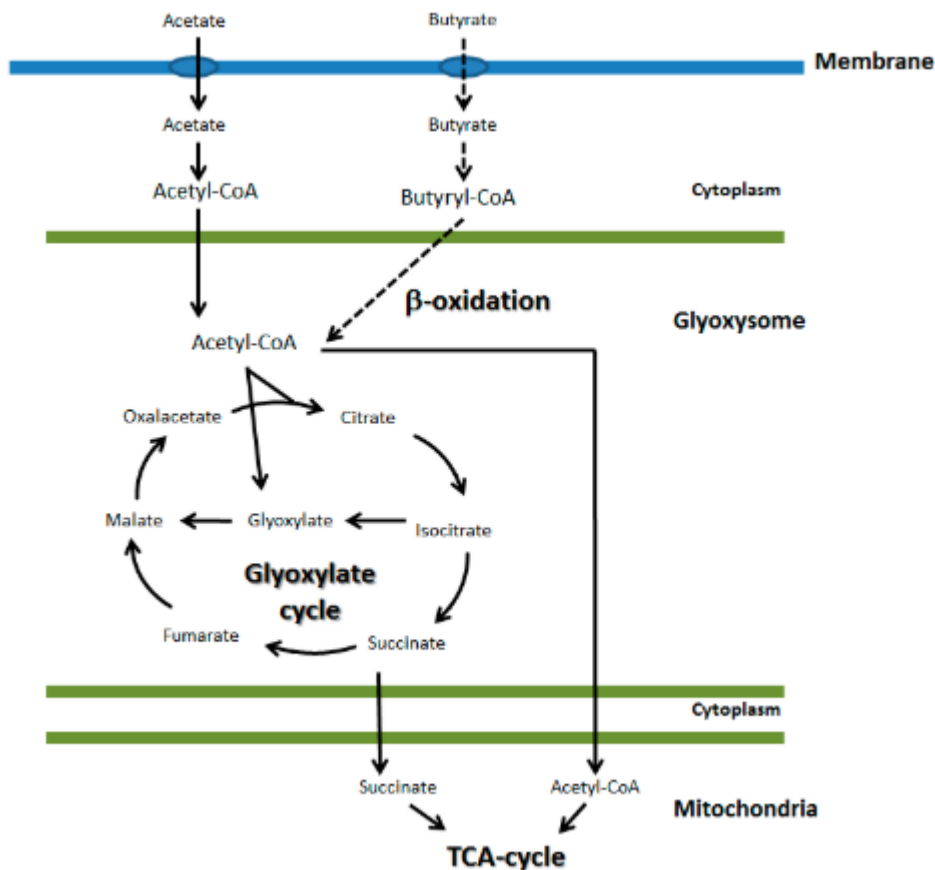 Acetate
Butyrate
Membrane
Acetate
Butyrate
Acetyl-CoA
Butyryl-CoA
Cytoplasm
β-oxidation
Glyoxysome
Acetyl-CoA
Oxalacetate
Citrate
Malate
Glyoxylate
Isocitrate
Glyoxylate
cycle
Fumarate
Succinate
Cytoplasm
Succinate
Acetyl-CoA
Mitochondria
TCA-cycle